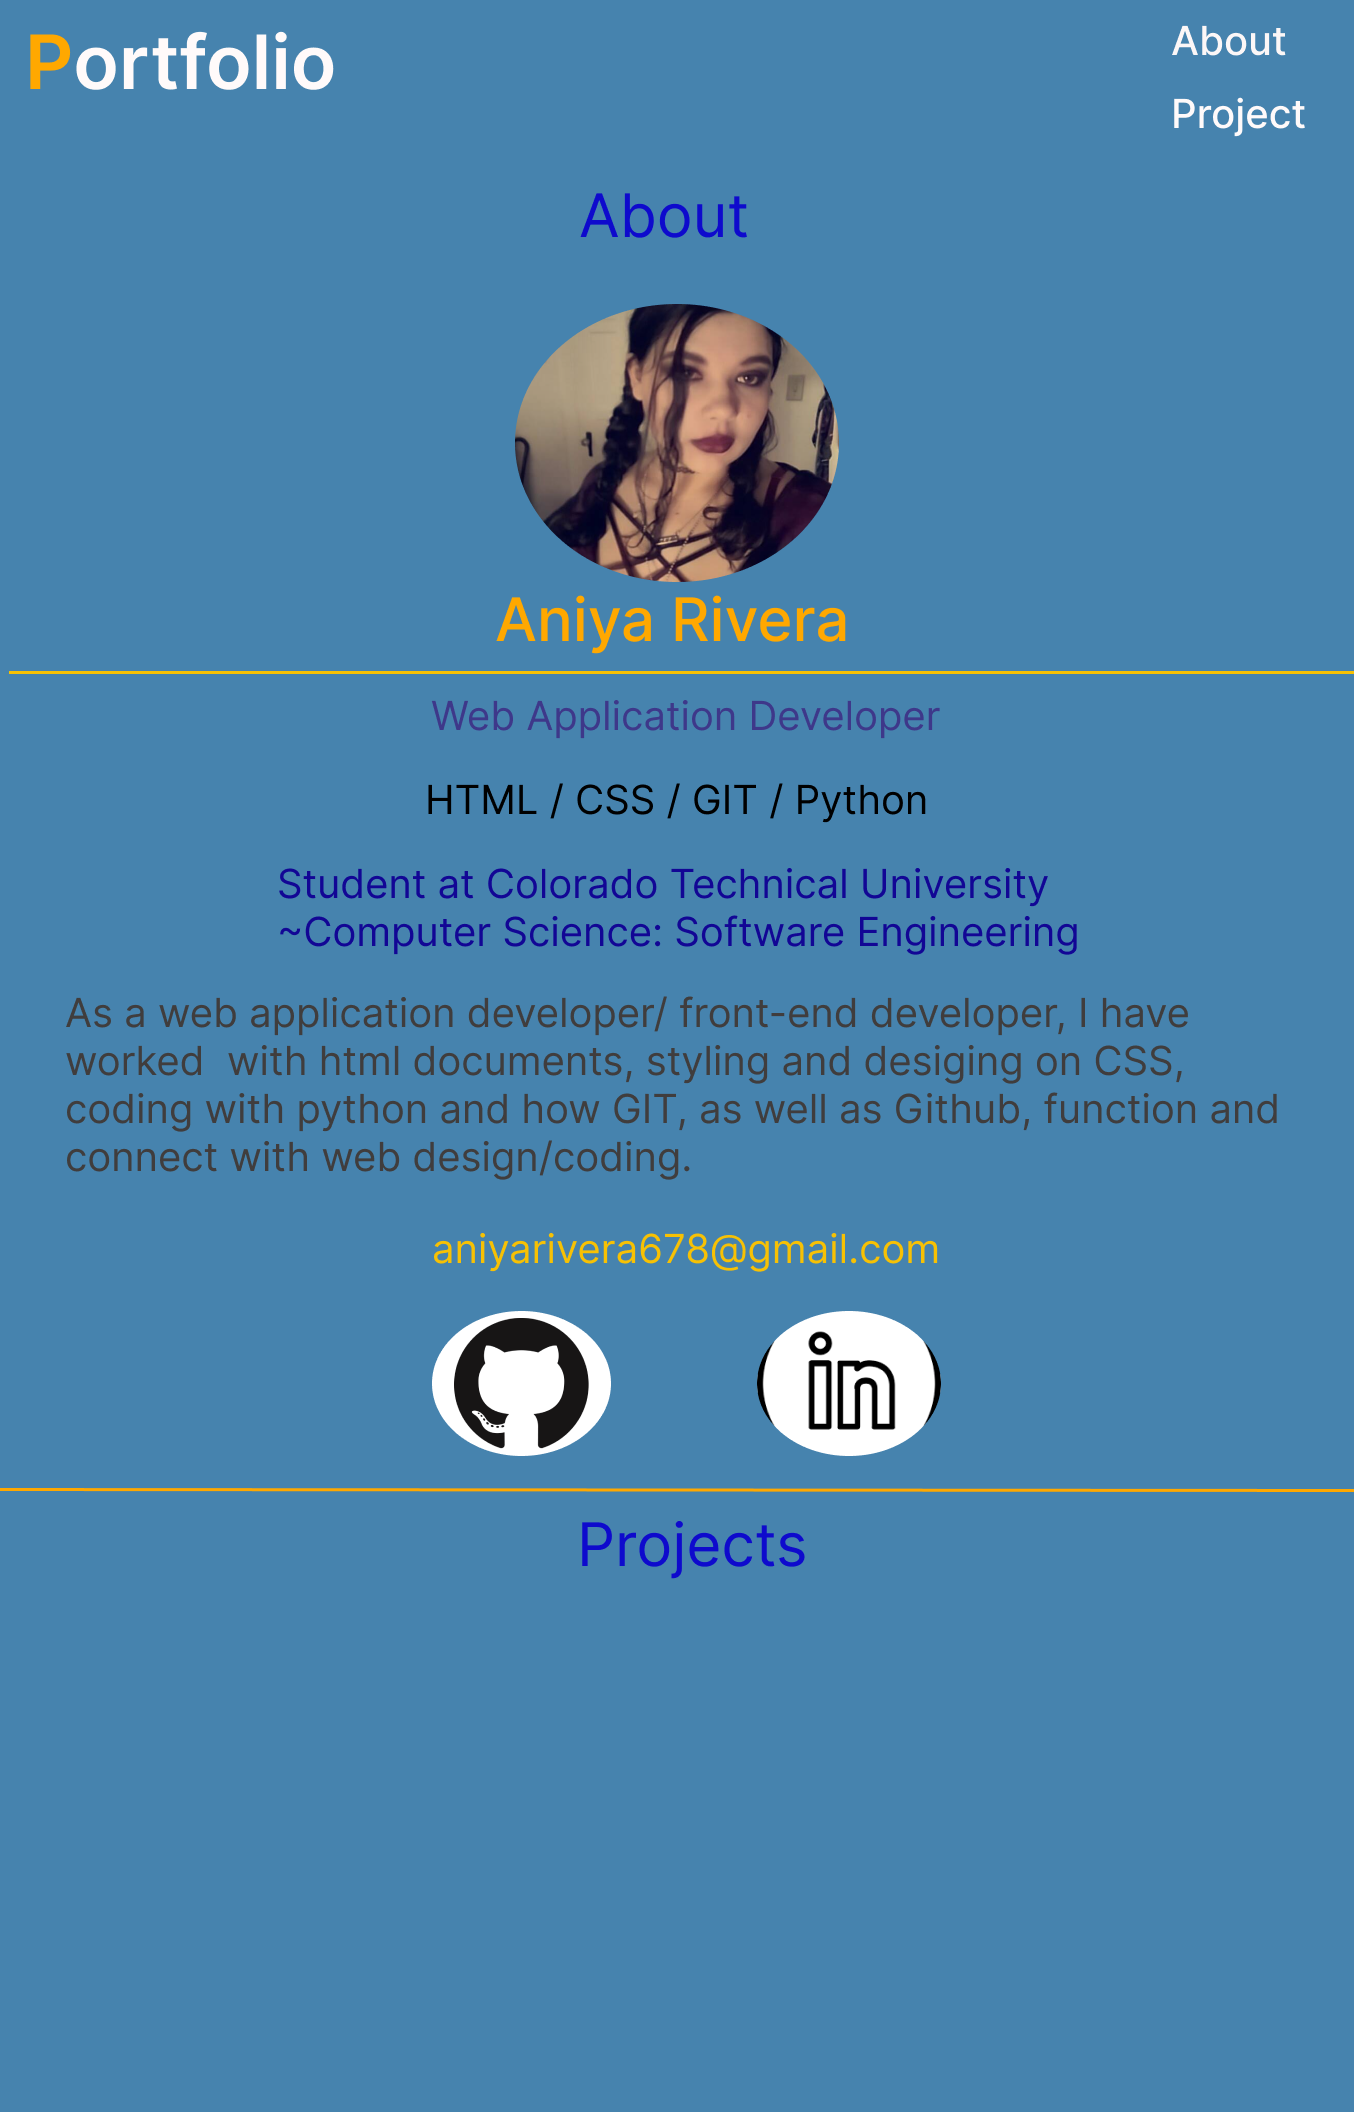 Portfolio
About
Project
About
Aniya Rivera
Web Application Developer
HTML / CSS / GIT / Python
Student at Colorado Technical University
~Computer Science: Software Engineering
As a web application developer/ front-end developer, I have
worked  with html documents, styling and desiging on CSS,
coding with python and how GIT, as well as Github, function and
connect with web design/coding.
aniyarivera678@gmail.com
in
Projects